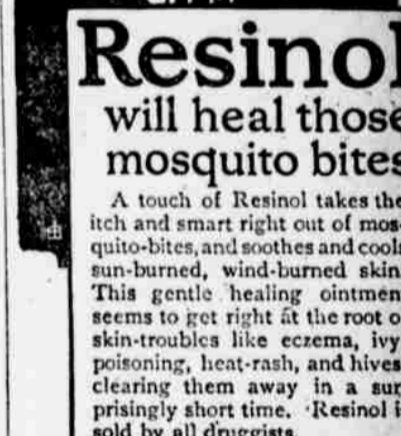 Resinol
will heal those
mosquito bites
A touch of Resinol takes the
itch and smart right out of mos-
quito-bites, and soothes and cools
sun-burned, wind-burned skin.
This gentle healing ointmen
seems to get right at the root o
skin-troubles like eczema, ivy
poisoning, heat-rash, and hives
clearing them away in a sur
prisingly short time. Resinol i
sold by all druggists.